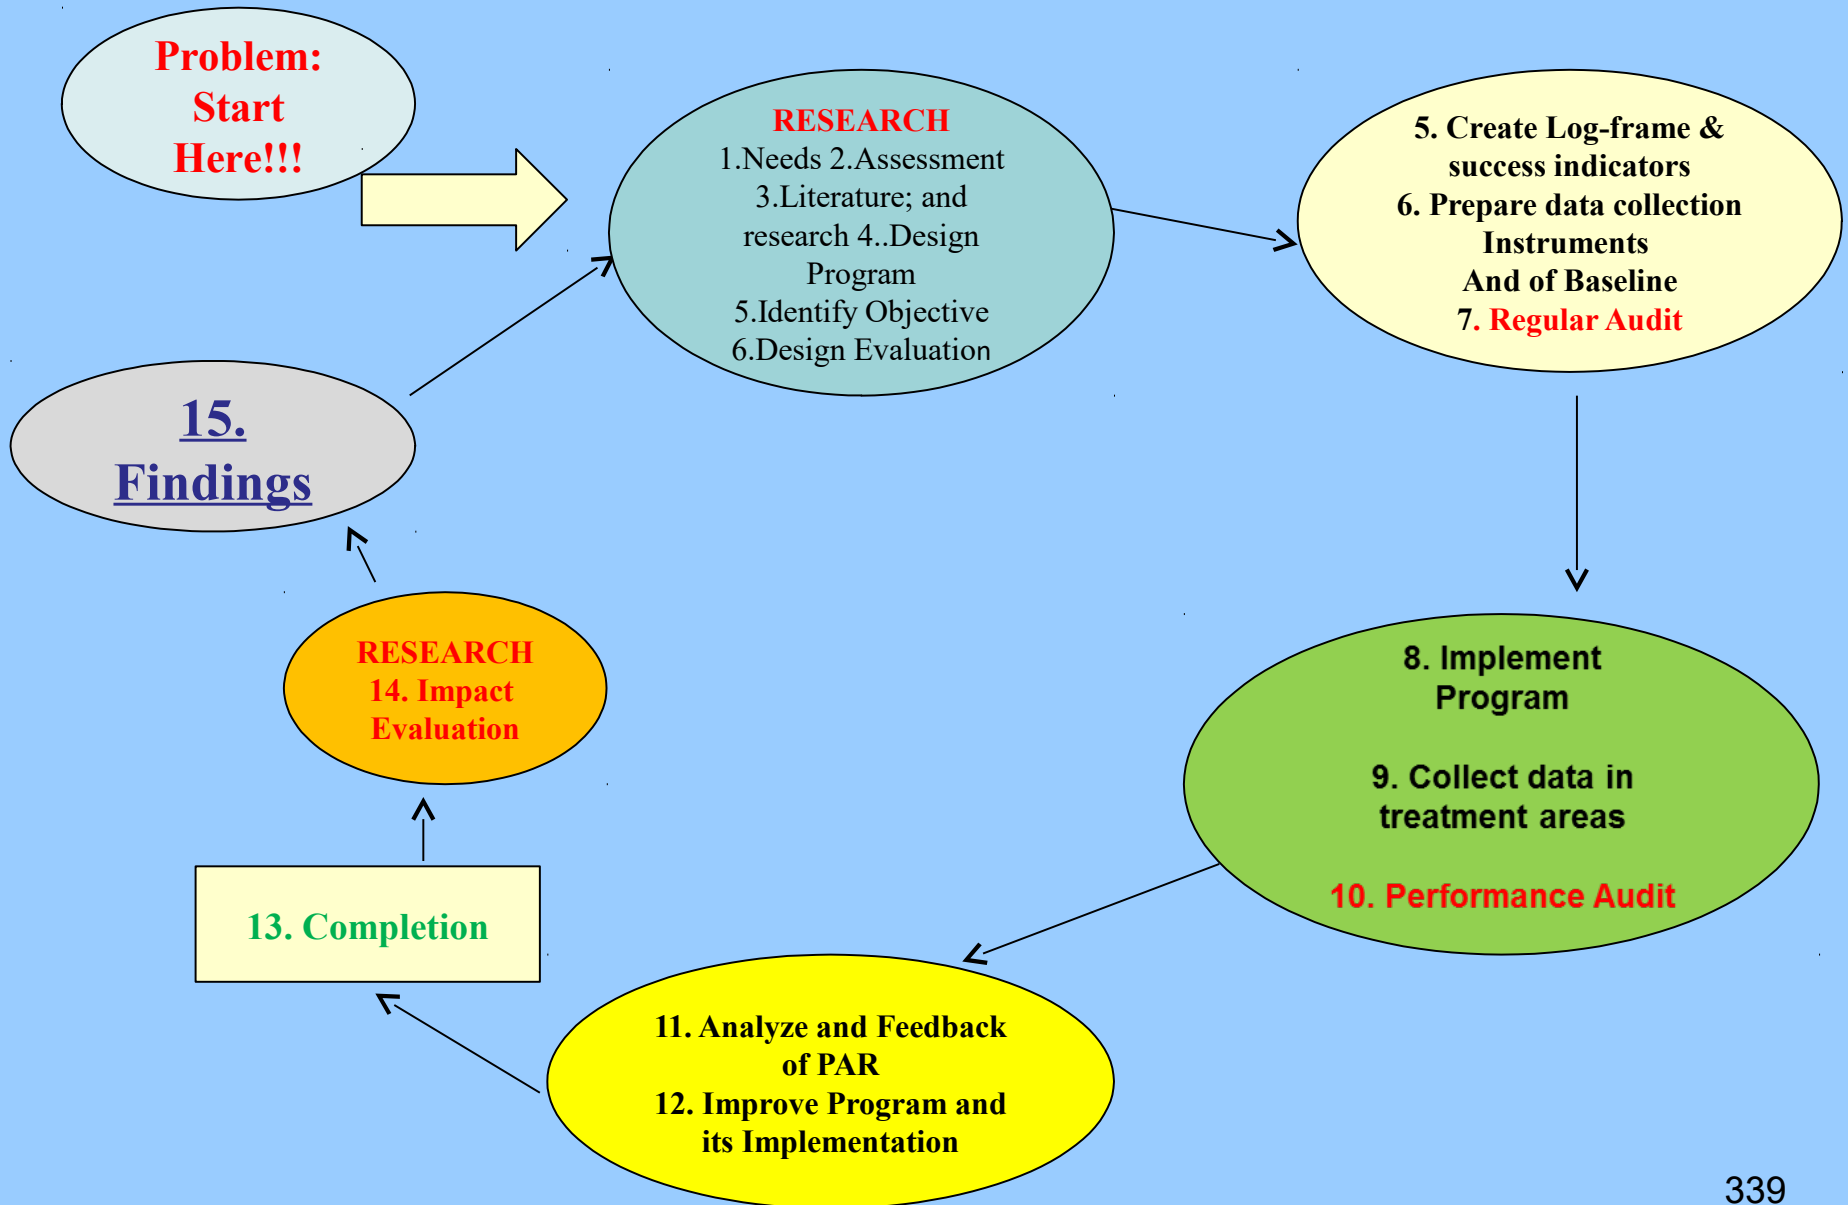 Problem:
Start
Here!!!
RESEARCH
1.Needs 2.Assessment
3.Literature; and
research 4..Design
Program
5.Identify Objective
6.Design Evaluation
5. Create Log-frame &
success indicators
6. Prepare data collection
Instruments
And of Baseline
7. Regular Audit
8. Implement
Program
9. Collect data in
treatment areas
10. Performance Audit
11. Analyze and Feedback
of PAR
12. Improve Program and
its Implementation
13. Completion
RESEARCH
14. Impact
Evaluation
15.
Findings
339